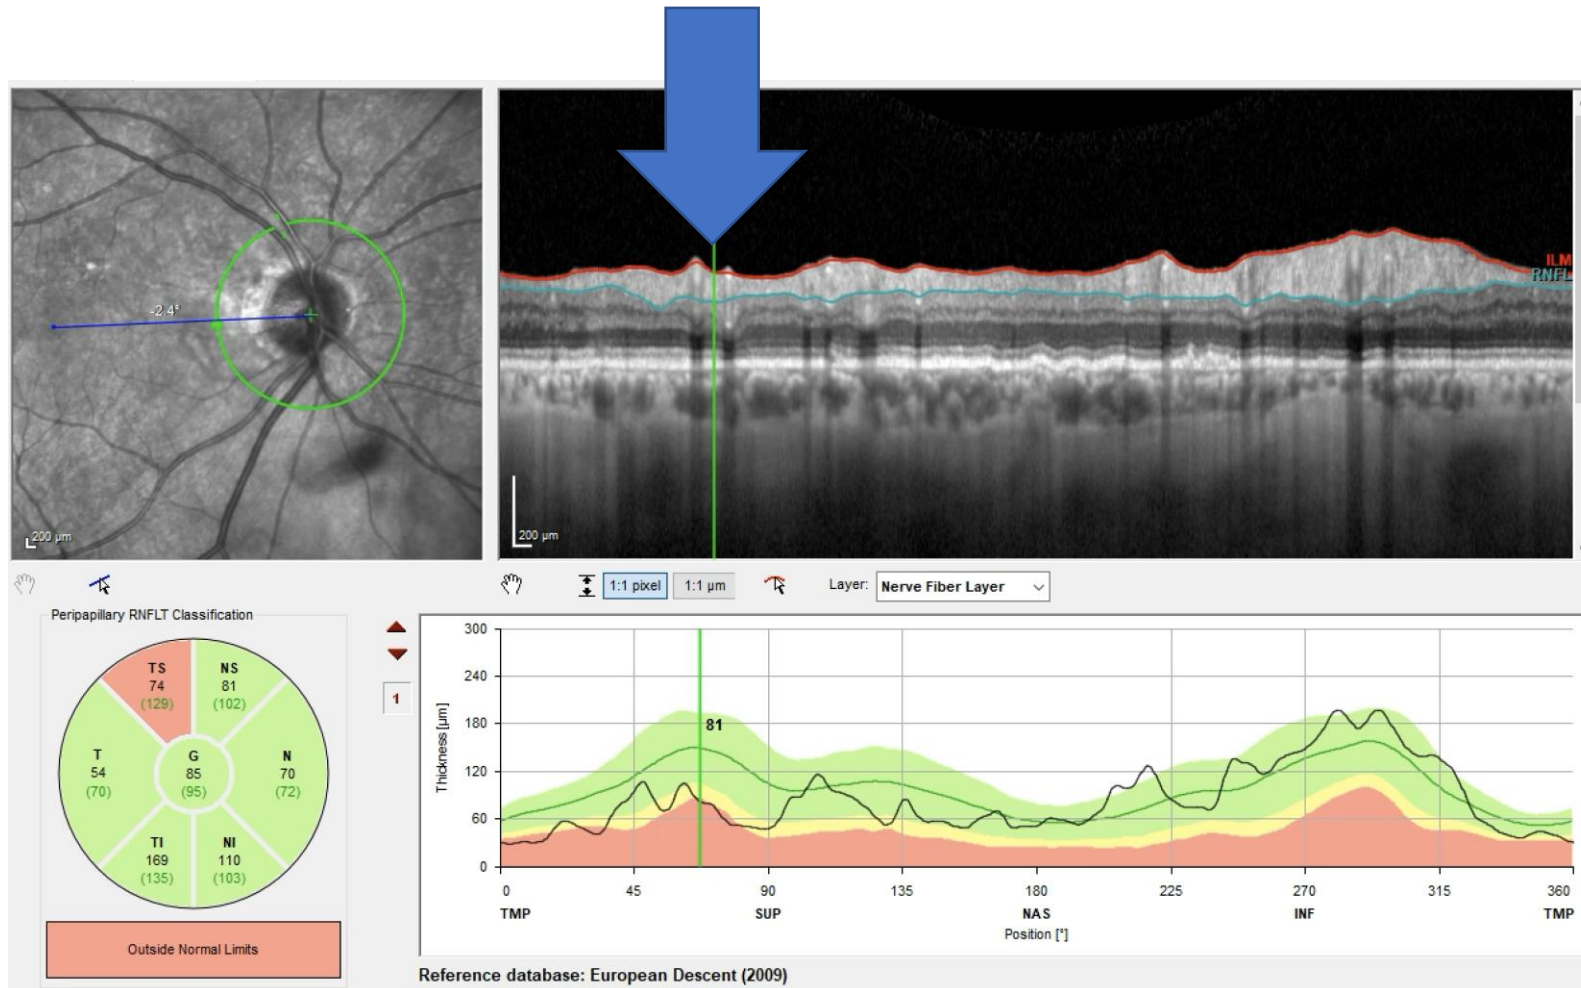 -2.4°
200 µm
ILM
RNFL
200 µm
1:1 pixel
1:1 µm
Layer:
Nerve Fiber Layer
Peripapillary RNFLT Classification
TS
74
(129)
NS
81
(102)
T
54
(70)
G
85
(95)
N
70
(72)
TI
169
(135)
NI
110
(103)
Outside Normal Limits
1
Thickness [µm]
300
240
180
120
60
0
81
0 45 90 135 180 225 270 315 360
TMP SUP NAS INF TMP
Position [°]
Reference database: European Descent (2009)